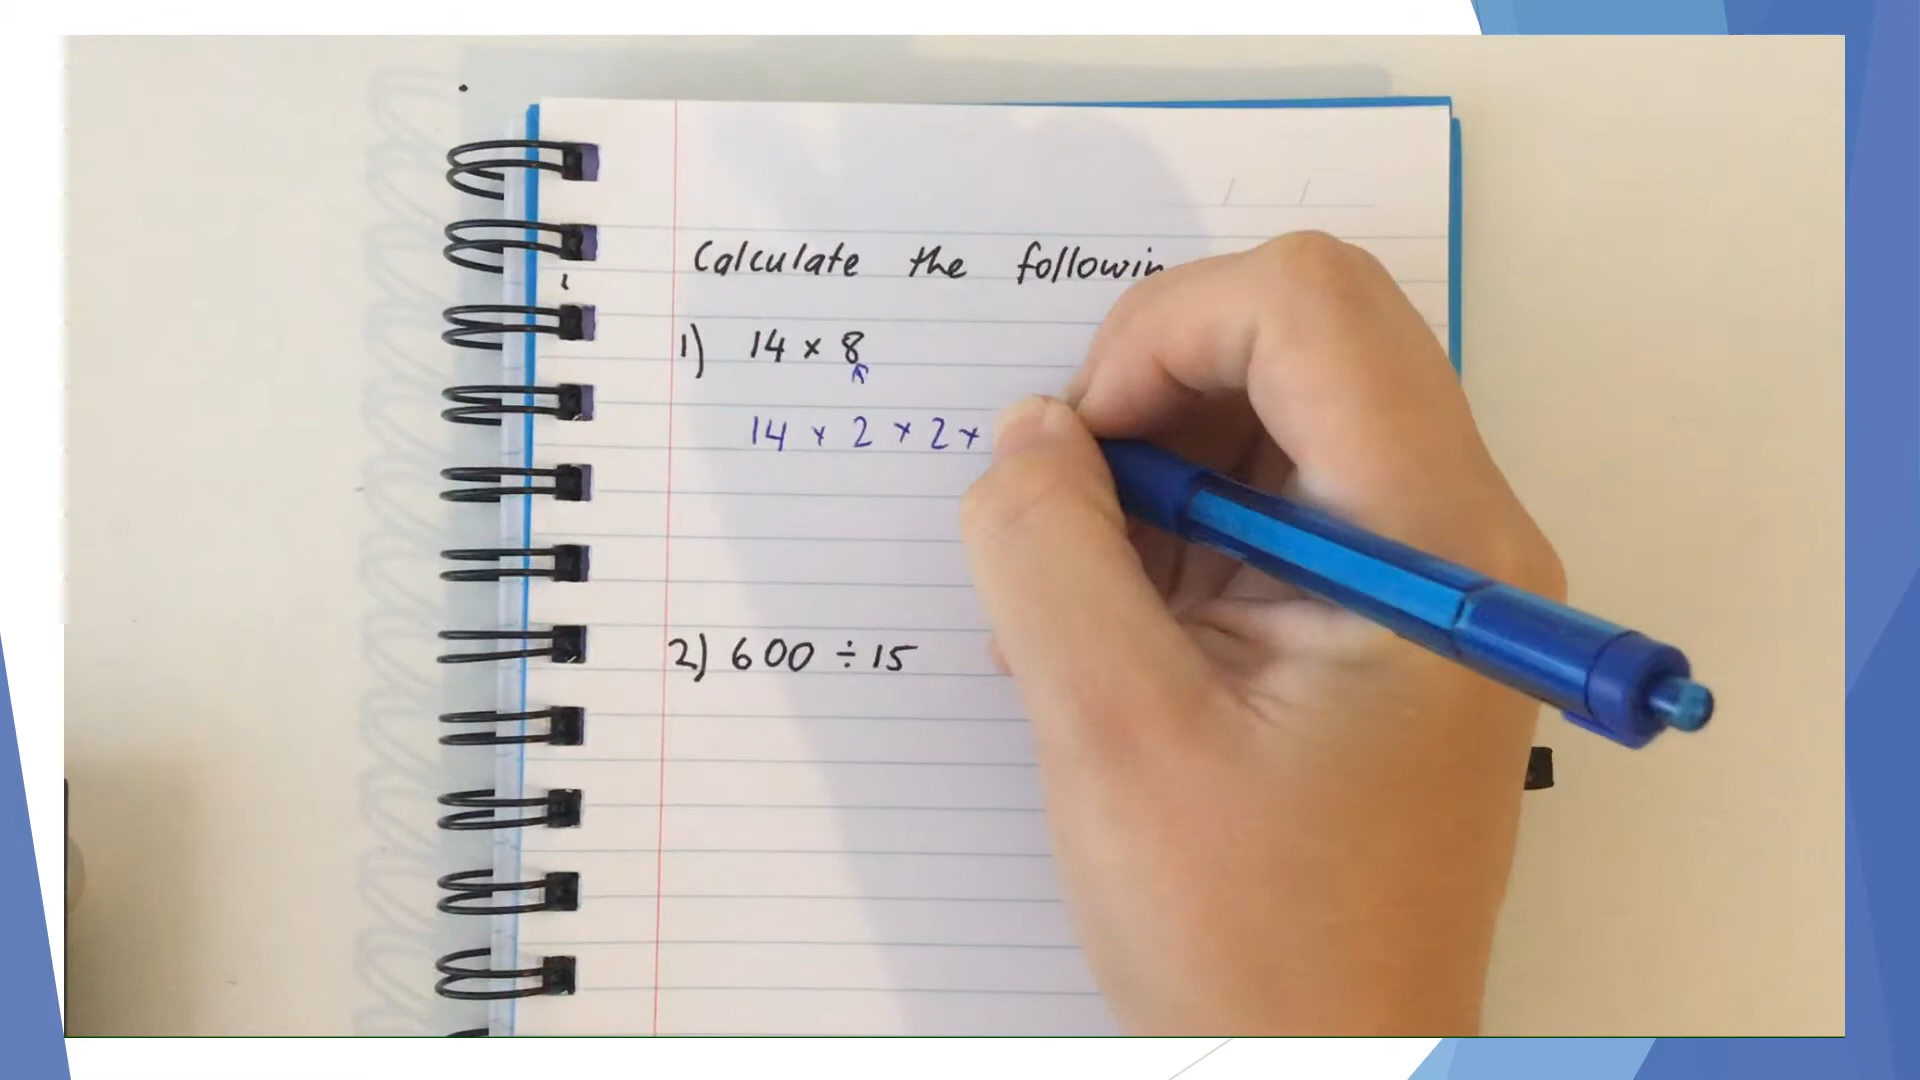 Calculate the followin
1) 14 × 8
14 × 2 × 2 ×
2) 600 ÷ 15